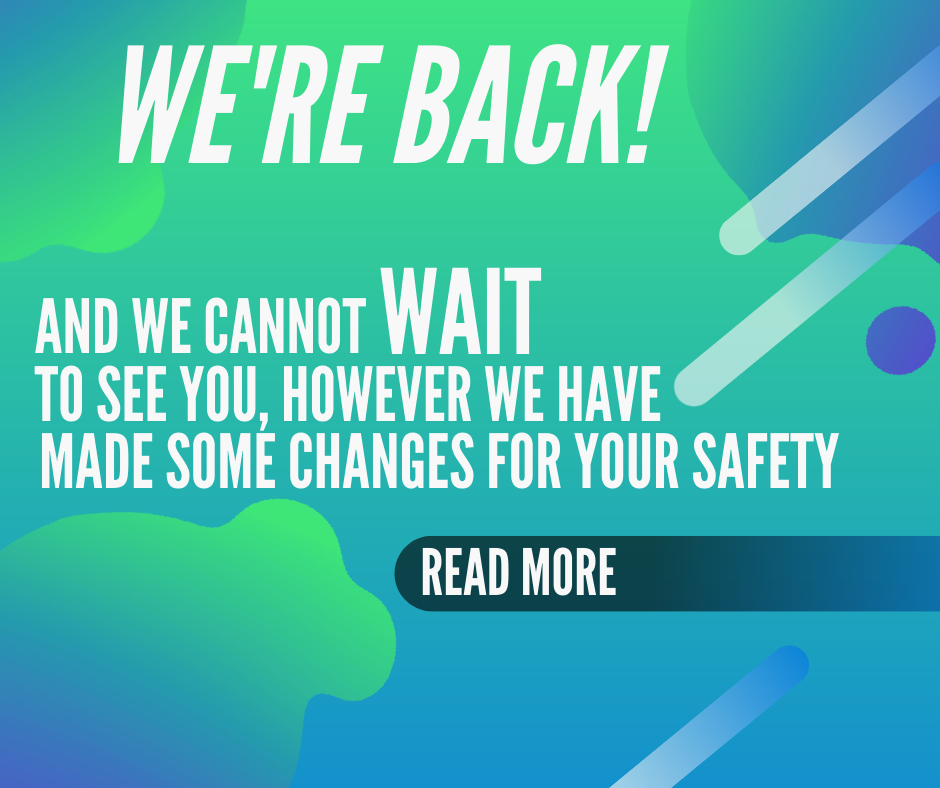 WE'RE BACK!
AND WE CANNOT WAIT
TO SEE YOU, HOWEVER WE HAVE
MADE SOME CHANGES FOR YOUR SAFETY
READ MORE